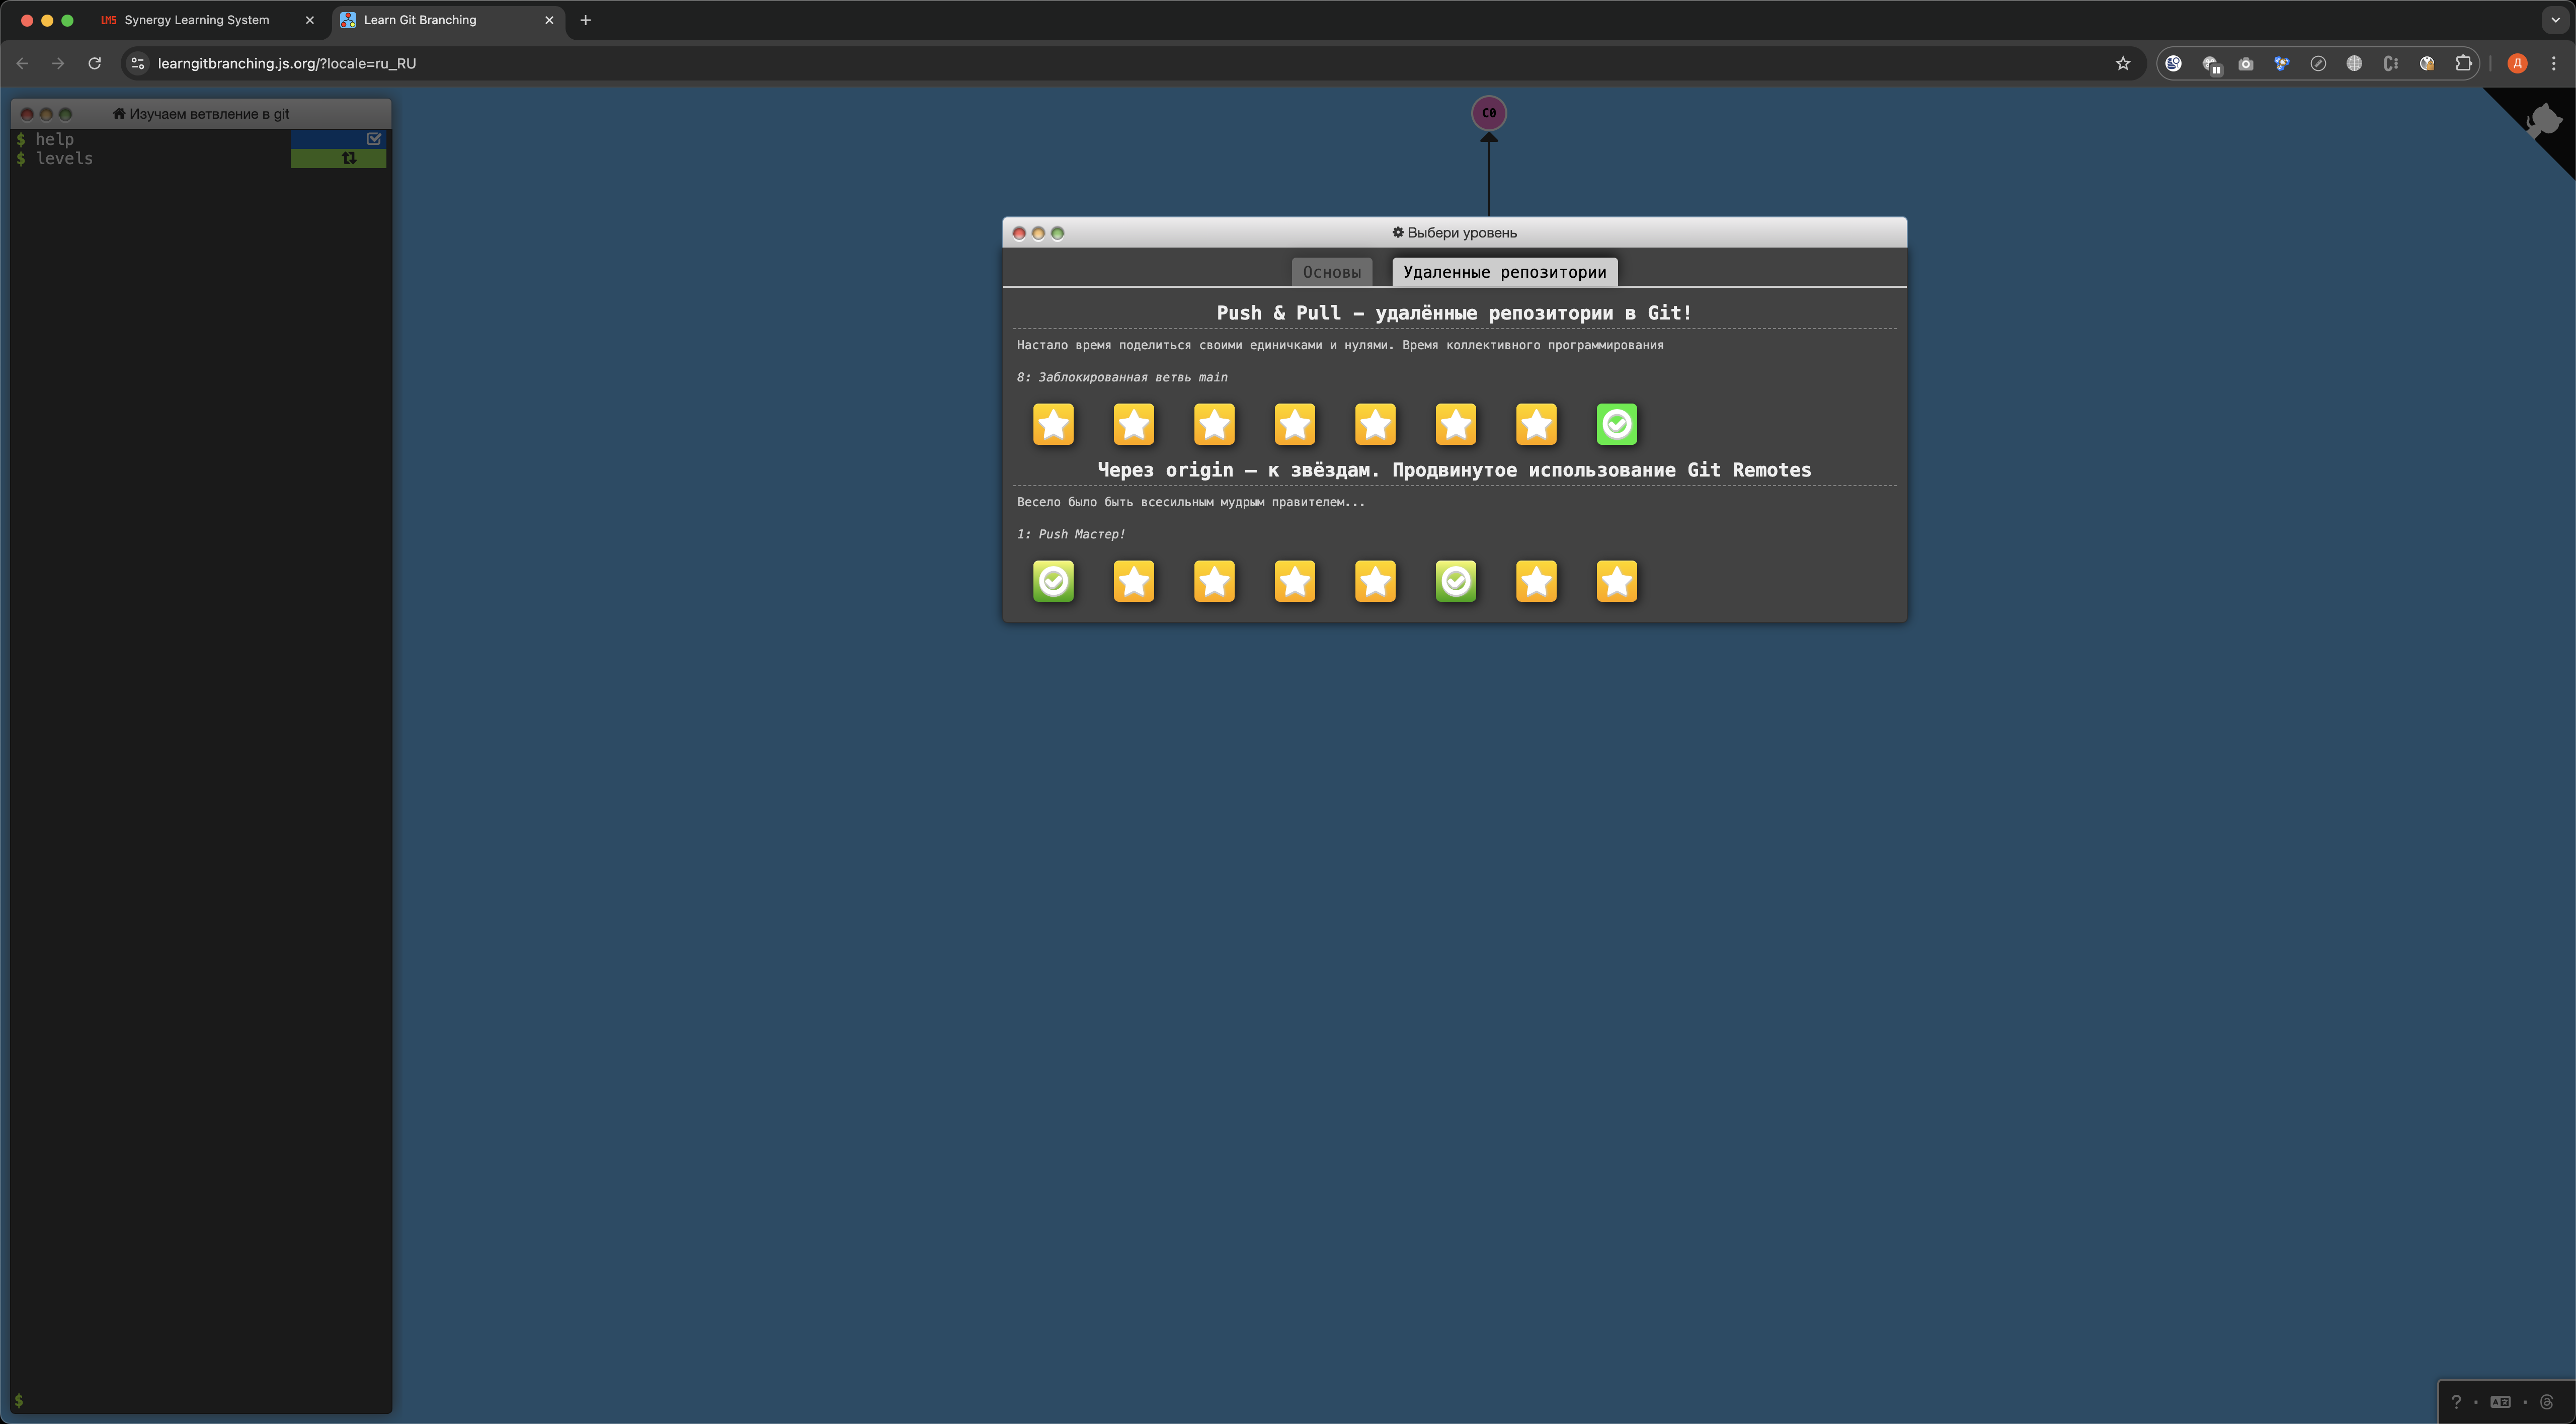 LMS Synergy Learning System
Learn Git Branching
learngitbranching.js.org/?locale=ru_RU
Д
Изучаем ветвление в git
$ help
$ levels
C0
Выбери уровень
Основы
Удаленные репозитории
Push & Pull — удалённые репозитории в Git!
Настало время поделиться своими единичками и нулями. Время коллективного программирования
8: Заблокированная ветвь main
Через origin – к звёздам. Продвинутое использование Git Remotes
Весело было быть всесильным мудрым правителем...
1: Push Мастер!
$
?